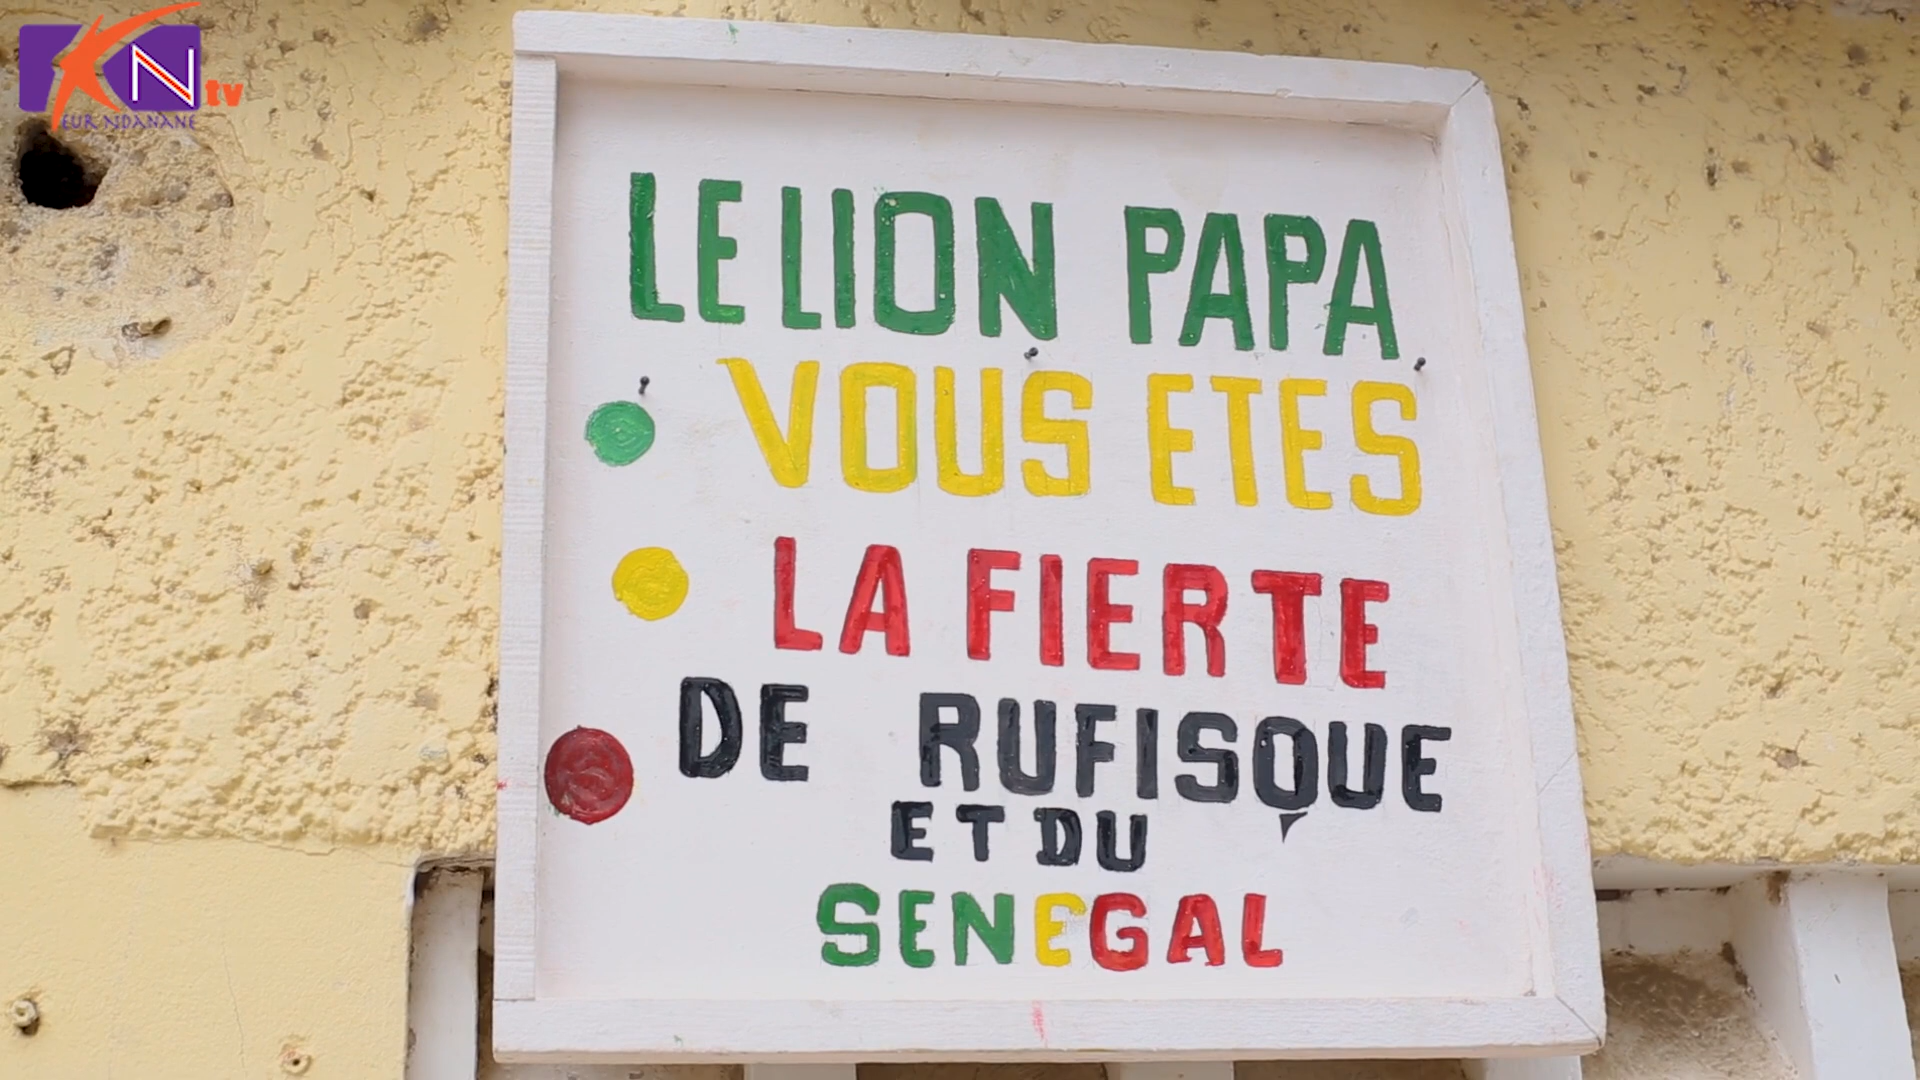 KN tv
EUR NDANANE
LE LION PAPA
VOUS ETES
LA FIERTE
DE RUFISQUE
ET DU
SENEGAL